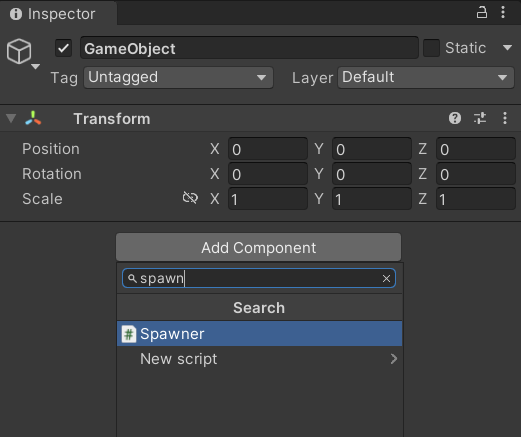 Inspector
GameObject Static
Tag Untagged Layer Default
Transform
Position X 0 Y 0 Z 0
Rotation X 0 Y 0 Z 0
Scale X 1 Y 1 Z 1
Add Component
spawn
Search
# Spawner
New script